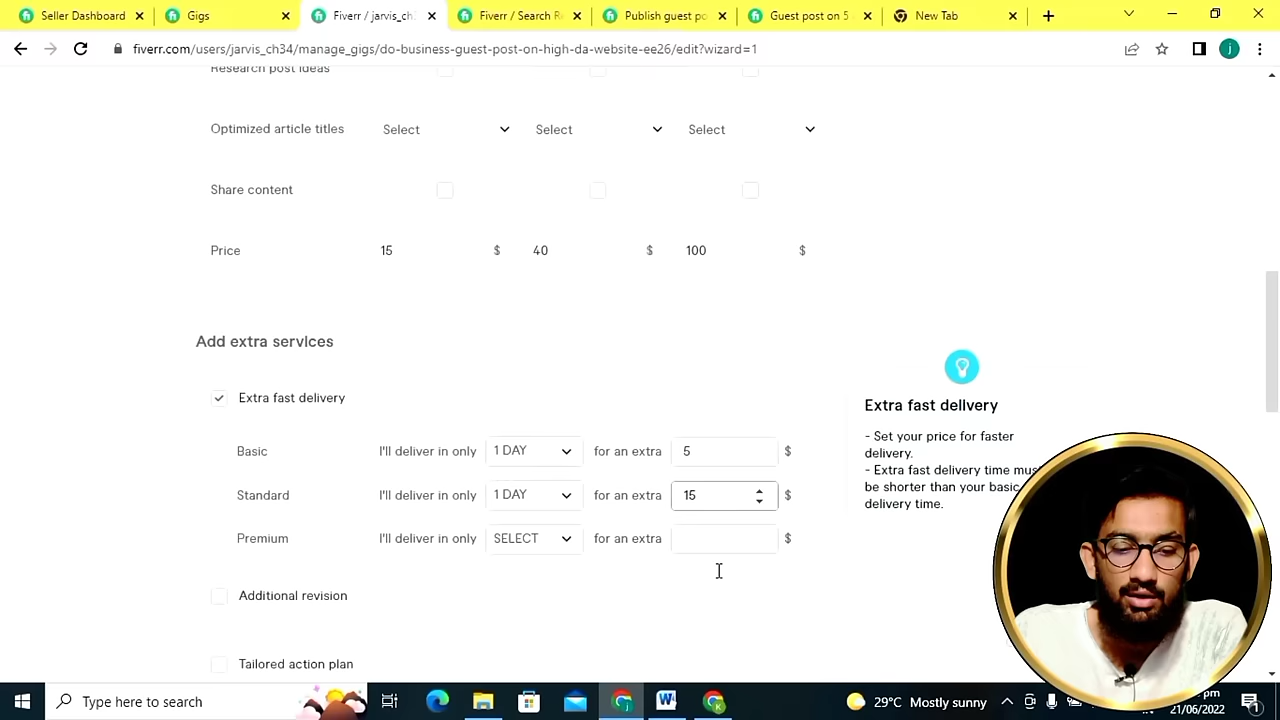 Seller Dashboard
Gigs
Fiverr / jarvis_ch
Fiverr / Search Re
Publish guest po
Guest post on 5
New Tab
fiverr.com/users/jarvis_ch34/manage_gigs/do-business-guest-post-on-high-da-website-ee26/edit?wizard=1
j
Research post ideas
Optimized article titles Select Select Select
Share content
Price 15 $ 40 $ 100 $
Add extra services
Extra fast delivery
Basic I'll deliver in only 1 DAY for an extra 5 $
Standard I'll deliver in only 1 DAY for an extra 15 $
Premium I'll deliver in only SELECT for an extra $
Additional revision
Tailored action plan
Extra fast delivery
- Set your price for faster
delivery.
- Extra fast delivery time
be shorter than your basic
delivery time.
Type here to search
29°C Mostly sunny
pm
21/06/2022
1